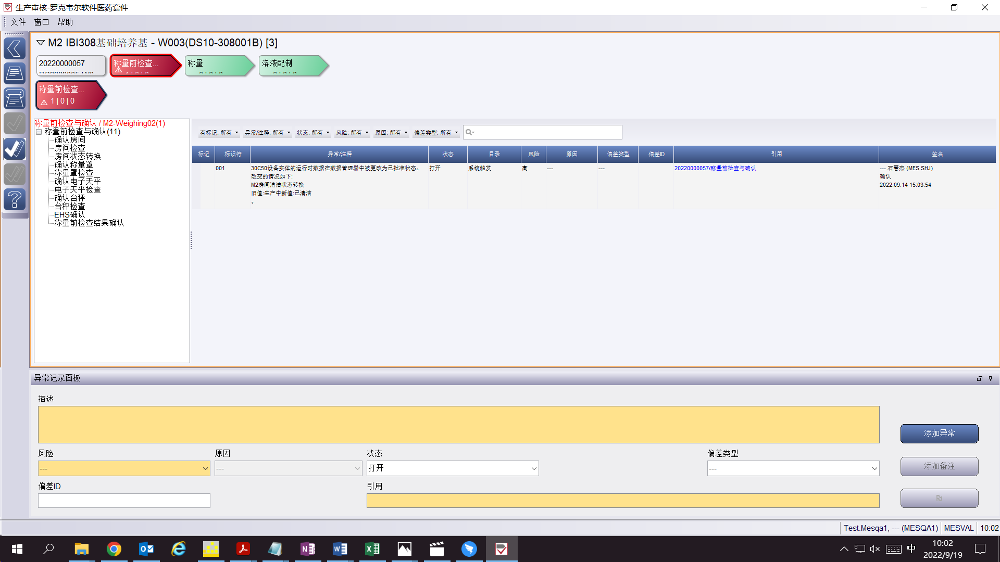 生产审核-罗克韦尔软件医药套件
文件 窗口 帮助
M2 IBI308基础培养基 - W003(DS10-308001B) [3]
20220000057
称量前检查...
称量
溶液配制
称量前检查...
1 | 0 | 0
称量前检查与确认 / M2-Weighing02(1)
称量前检查与确认(11)
确认房间
房间检查
房间状态转换
确认称量罩
称量罩检查
确认电子天平
电子天平检查
确认台秤
台秤检查
EHS确认
称量前检查结果确认
有标记: 所有 异常/注释: 所有 状态: 所有 风险: 所有 原因: 所有 偏差类型: 所有
标记 标识符 异常/注释 状态 目录 风险 原因 偏差类型 偏差ID 引用 签名
001 30C50设备实体的运行时数据在数据管理器中被更改为已批准状态。 打开 系统触发 高 --- --- 20220000057/称量前检查与确认 --- 石慧杰 (MES.SHJ)
改变的情况如下: 确认
M2房间清洁状态转换 2022.09.14 15:03:54
旧值:生产中新值:已清洁
。
异常记录面板
描述
添加异常
风险 原因 状态 偏差类型
--- --- 打开 ---
添加备注
偏差ID 引用
Test.Mesqa1, --- (MESQA1) MESVAL 10:02
中
10:02
2022/9/19